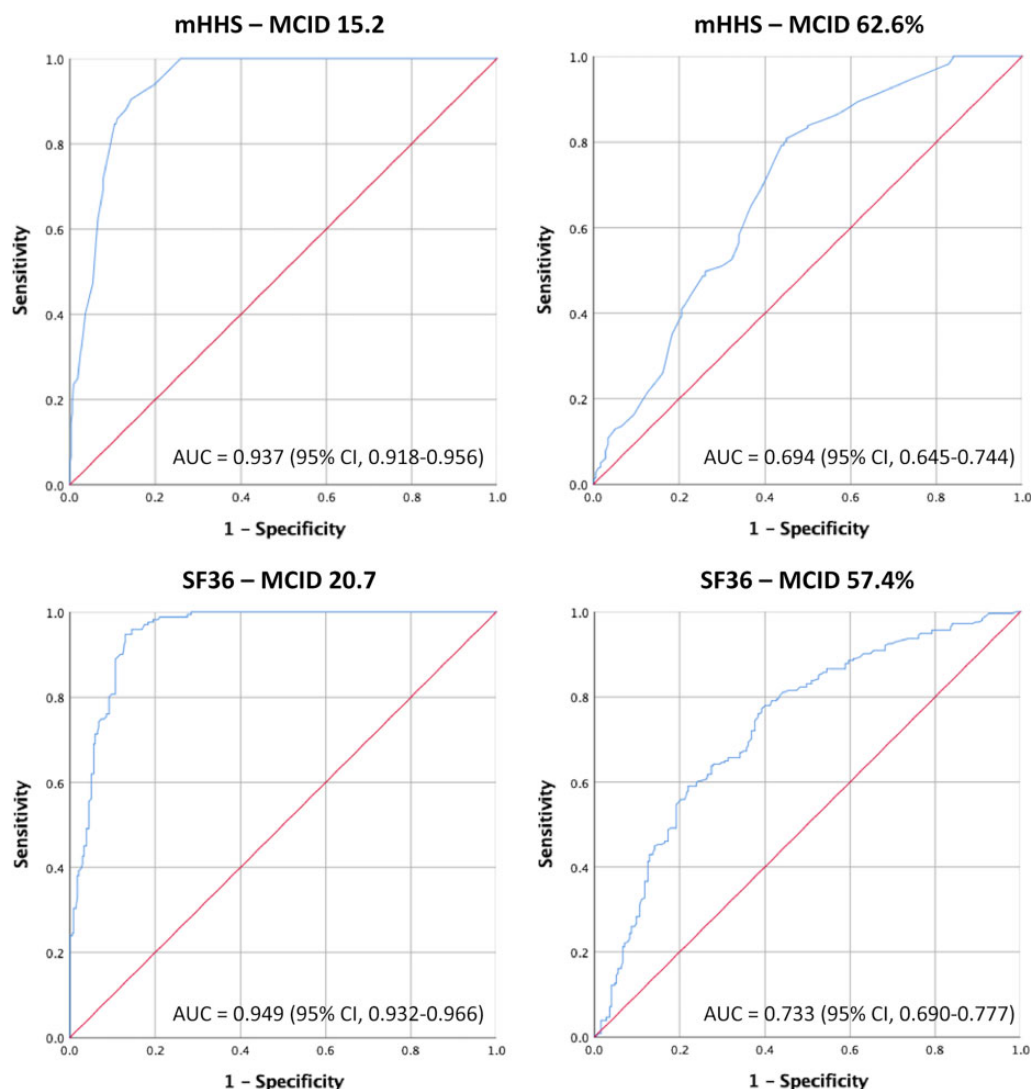 mHHS – MCID 15.2
1.0
0.8
0.6
0.4
0.2
0.0
Sensitivity
AUC = 0.937 (95% CI, 0.918-0.956)
0.0 0.2 0.4 0.6 0.8 1.0
1 – Specificity
mHHS – MCID 62.6%
1.0
0.8
0.6
0.4
0.2
0.0
Sensitivity
AUC = 0.694 (95% CI, 0.645-0.744)
0.0 0.2 0.4 0.6 0.8 1.0
1 – Specificity
SF36 – MCID 20.7
1.0
0.8
0.6
0.4
0.2
0.0
Sensitivity
AUC = 0.949 (95% CI, 0.932-0.966)
0.0 0.2 0.4 0.6 0.8 1.0
1 – Specificity
SF36 – MCID 57.4%
1.0
0.8
0.6
0.4
0.2
0.0
Sensitivity
AUC = 0.733 (95% CI, 0.690-0.777)
0.0 0.2 0.4 0.6 0.8 1.0
1 – Specificity